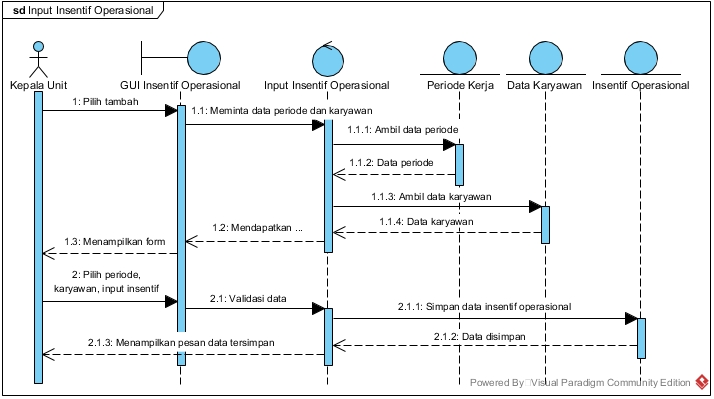 sd Input Insentif Operasional
Kepala Unit
GUI Insentif Operasional
Input Insentif Operasional
Periode Kerja
Data Karyawan
Insentif Operasional
1: Pilih tambah
1.1: Meminta data periode dan karyawan
1.1.1: Ambil data periode
1.1.2: Data periode
1.1.3: Ambil data karyawan
1.1.4: Data karyawan
1.2: Mendapatkan ...
1.3: Menampilkan form
2: Pilih periode,
karyawan, input insentif
2.1: Validasi data
2.1.1: Simpan data insentif operasional
2.1.2: Data disimpan
2.1.3: Menampilkan pesan data tersimpan
Powered By Visual Paradigm Community Edition